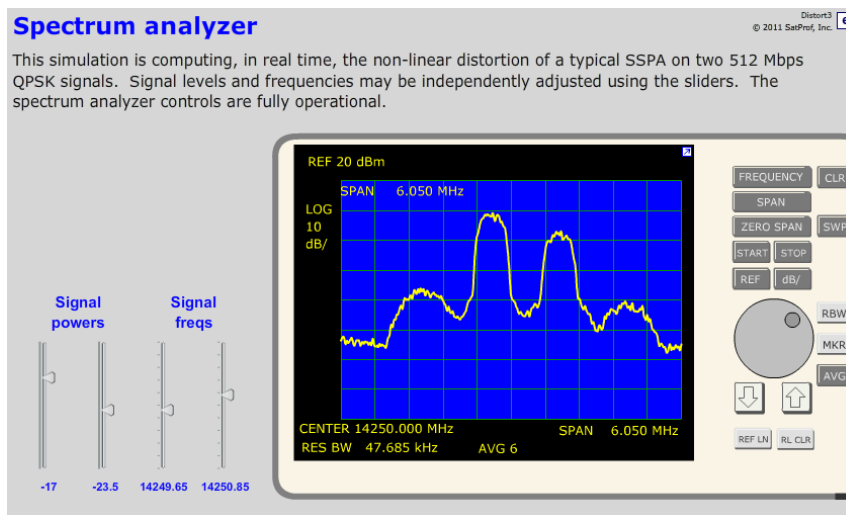 Spectrum analyzer
Distort3
© 2011 SatProf, Inc.
This simulation is computing, in real time, the non-linear distortion of a typical SSPA on two 512 Mbps
QPSK signals. Signal levels and frequencies may be independently adjusted using the sliders. The
spectrum analyzer controls are fully operational.
REF 20 dBm
SPAN 6.050 MHz
LOG
10
dB/
CENTER 14250.000 MHz
SPAN 6.050 MHz
RES BW 47.685 kHz
AVG 6
Signal
powers
Signal
freqs
-17
-23.5
14249.65
14250.85
FREQUENCY
CLR
SPAN
ZERO SPAN
SWP
START
STOP
REF
dB/
RBW
MKR
AVG
REF LN
RL CLR